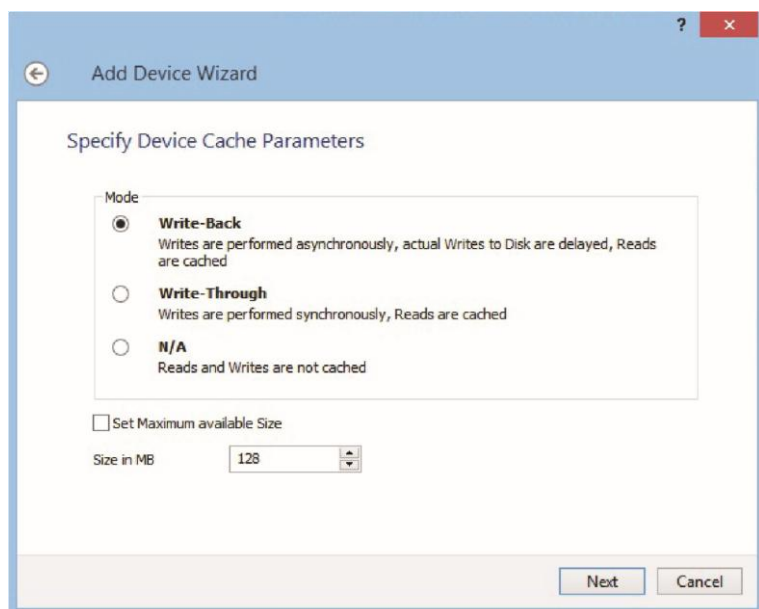 ?
Add Device Wizard
Specify Device Cache Parameters
Mode
Write-Back
Writes are performed asynchronously, actual Writes to Disk are delayed, Reads
are cached
Write-Through
Writes are performed synchronously, Reads are cached
N/A
Reads and Writes are not cached
Set Maximum available Size
Size in MB 128
Next Cancel